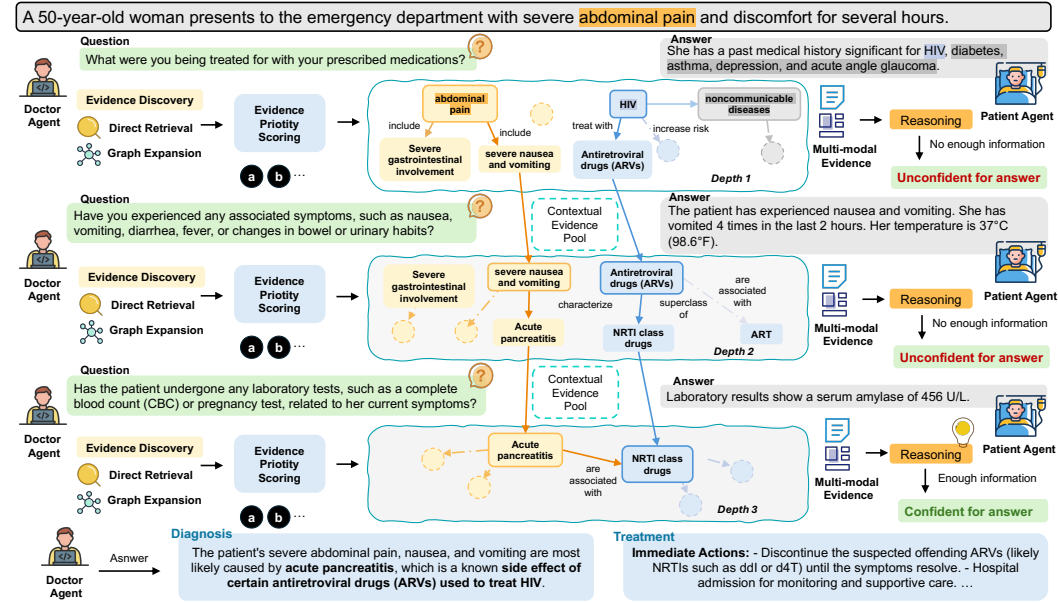 A 50-year-old woman presents to the emergency department with severe abdominal pain and discomfort for several hours.
Question
What were you being treated for with your prescribed medications?
?
Answer
She has a past medical history significant for HIV, diabetes,
asthma, depression, and acute angle glaucoma.
Doctor
Agent
Evidence Discovery
Direct Retrieval
Graph Expansion
Evidence
Priotity
Scoring
a b ...
abdominal
pain
include
include
Severe
gastrointestinal
involvement
severe nausea
and vomiting
HIV
treat with
increase risk
noncommunicable
diseases
Antiretroviral
drugs (ARVs)
Depth 1
Multi-modal
Evidence
Reasoning
Patient Agent
No enough information
Unconfident for answer
Question
Have you experienced any associated symptoms, such as nausea,
vomiting, diarrhea, fever, or changes in bowel or urinary habits?
?
Contextual
Evidence
Pool
Answer
The patient has experienced nausea and vomiting. She has
vomited 4 times in the last 2 hours. Her temperature is 37°C
(98.6°F).
Doctor
Agent
Evidence Discovery
Direct Retrieval
Graph Expansion
Evidence
Priotity
Scoring
a b ...
Severe
gastrointestinal
involvement
severe nausea
and vomiting
Antiretroviral
drugs (ARVs)
are
associated
with
characterize
superclass
of
Acute
pancreatitis
NRTI class
drugs
ART
Depth 2
Multi-modal
Evidence
Reasoning
Patient Agent
No enough information
Unconfident for answer
Question
Has the patient undergone any laboratory tests, such as a complete
blood count (CBC) or pregnancy test, related to her current symptoms?
?
Contextual
Evidence
Pool
Answer
Laboratory results show a serum amylase of 456 U/L.
Doctor
Agent
Evidence Discovery
Direct Retrieval
Graph Expansion
Evidence
Priotity
Scoring
a b ...
Acute
pancreatitis
are
associated
with
NRTI class
drugs
Depth 3
Multi-modal
Evidence
Reasoning
Patient Agent
Enough information
Confident for answer
Doctor
Agent
Asnwer
Diagnosis
The patient's severe abdominal pain, nausea, and vomiting are most
likely caused by acute pancreatitis, which is a known side effect of
certain antiretroviral drugs (ARVs) used to treat HIV.
Treatment
Immediate Actions: - Discontinue the suspected offending ARVs (likely
NRTIs such as ddI or d4T) until the symptoms resolve. - Hospital
admission for monitoring and supportive care. ...